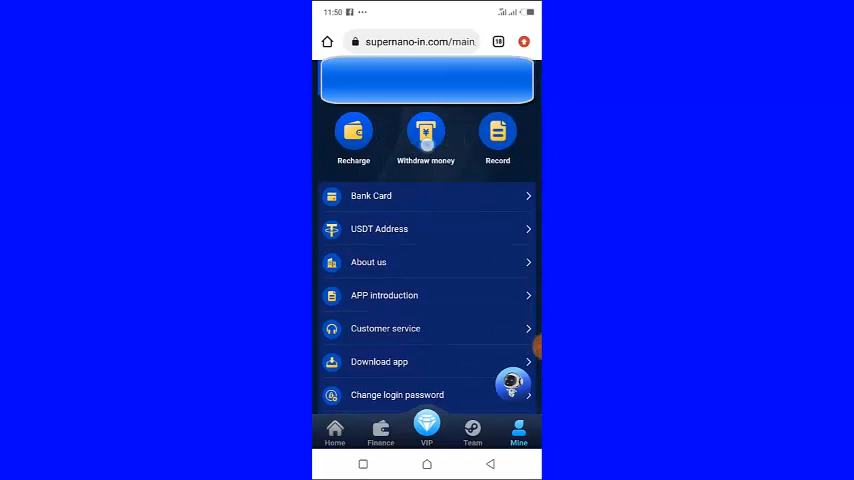 11:50
supernano-in.com/main
18
Recharge
Withdraw money
Record
Bank Card
USDT Address
About us
APP introduction
Customer service
Download app
Change login password
Home
Finance
VIP
Team
Mine